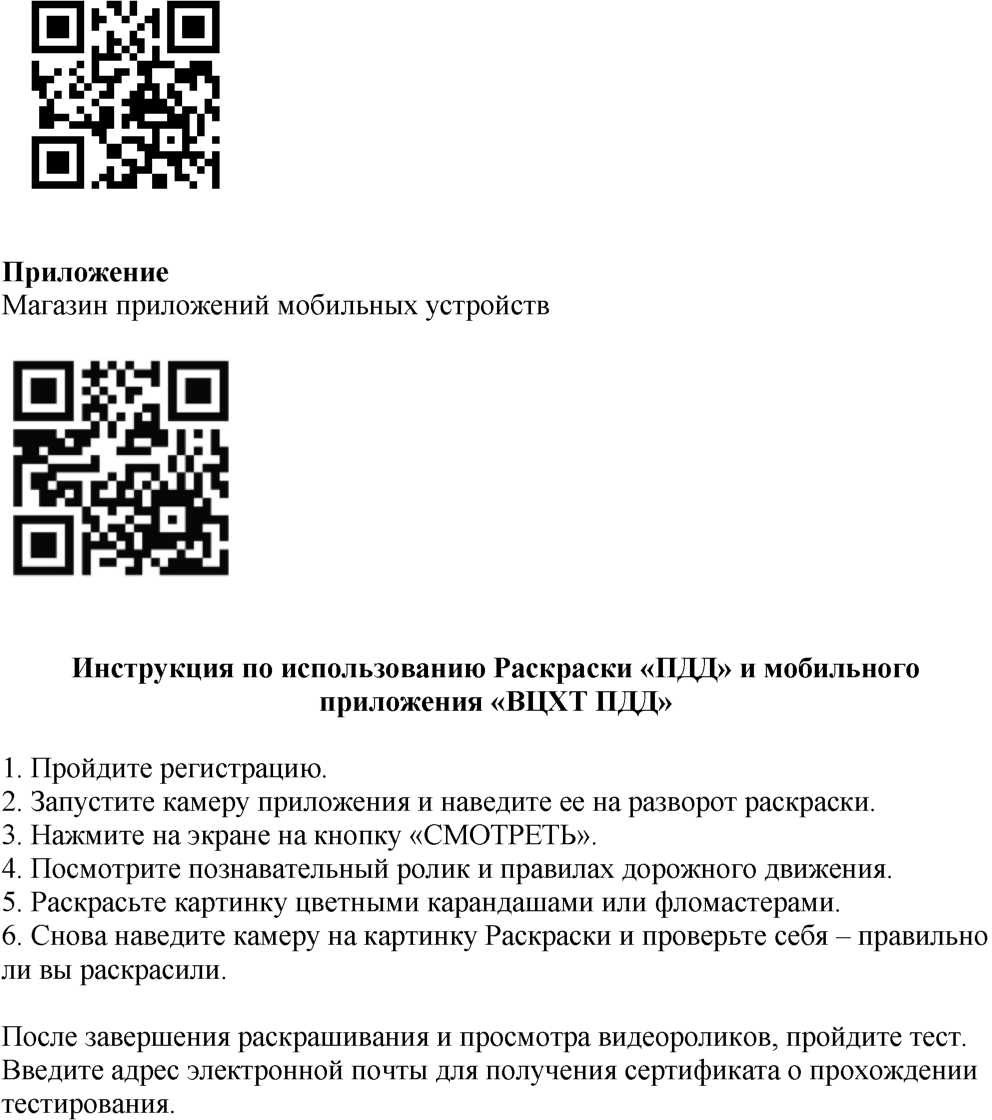 Приложение
Магазин приложений мобильных устройств
Инструкция по использованию Раскраски «ПДД» и мобильного
приложения «ВЦХТ ПДД»
1. Пройдите регистрацию.
2. Запустите камеру приложения и наведите ее на разворот раскраски.
3. Нажмите на экране на кнопку «СМОТРЕТЬ».
4. Посмотрите познавательный ролик и правилах дорожного движения.
5. Раскрасьте картинку цветными карандашами или фломастерами.
6. Снова наведите камеру на картинку Раскраски и проверьте себя – правильно
ли вы раскрасили.
После завершения раскрашивания и просмотра видеороликов, пройдите тест.
Введите адрес электронной почты для получения сертификата о прохождении
тестирования.